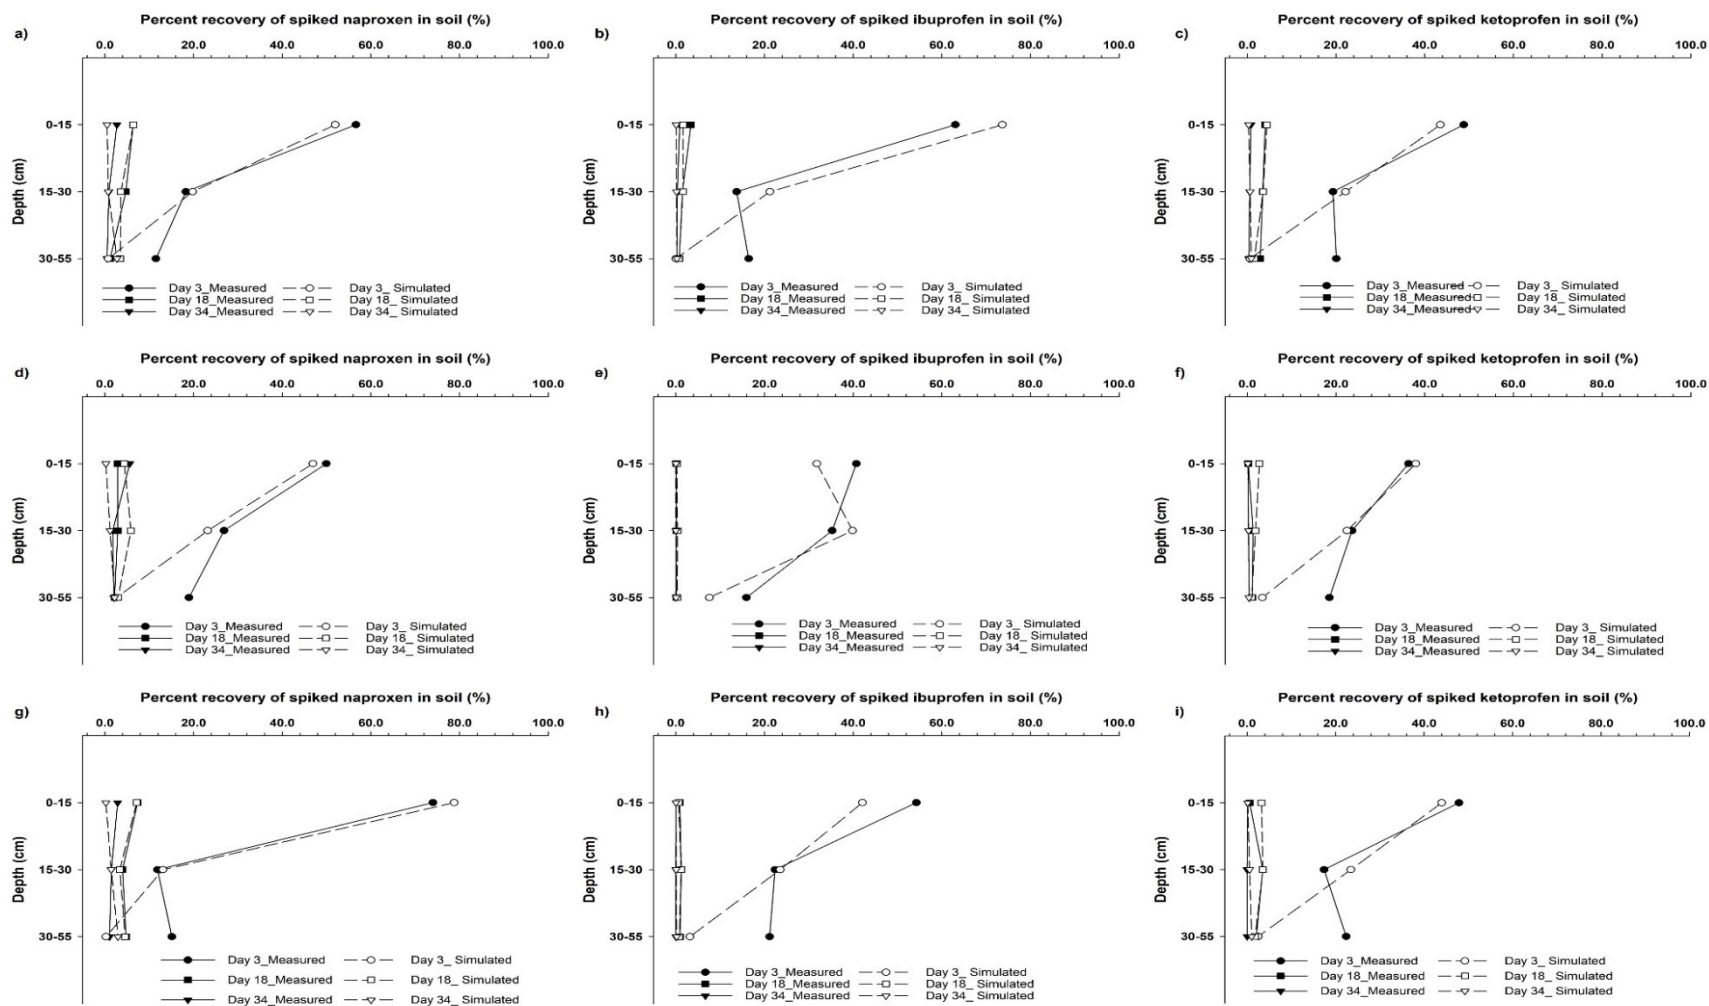 Percent recovery of spiked naproxen in soil (%)
a)
0.0 20.0 40.0 60.0 80.0 100.0
Depth (cm)
0-15
15-30
30-55
Day 3_Measured Day 3_ Simulated
Day 18_Measured Day 18_ Simulated
Day 34_Measured Day 34_ Simulated
Percent recovery of spiked ibuprofen in soil (%)
b)
0.0 20.0 40.0 60.0 80.0 100.0
Depth (cm)
0-15
15-30
30-55
Day 3_Measured Day 3_ Simulated
Day 18_Measured Day 18_ Simulated
Day 34_Measured Day 34_ Simulated
Percent recovery of spiked ketoprofen in soil (%)
c)
0.0 20.0 40.0 60.0 80.0 100.0
Depth (cm)
0-15
15-30
30-55
Day 3_Measured Day 3_ Simulated
Day 18_Measured Day 18_ Simulated
Day 34_Measured Day 34_ Simulated
Percent recovery of spiked naproxen in soil (%)
d)
0.0 20.0 40.0 60.0 80.0 100.0
Depth (cm)
0-15
15-30
30-55
Day 3_Measured Day 3_ Simulated
Day 18_Measured Day 18_ Simulated
Day 34_Measured Day 34_ Simulated
Percent recovery of spiked ibuprofen in soil (%)
e)
0.0 20.0 40.0 60.0 80.0 100.0
Depth (cm)
0-15
15-30
30-55
Day 3_Measured Day 3_ Simulated
Day 18_Measured Day 18_ Simulated
Day 34_Measured Day 34_ Simulated
Percent recovery of spiked ketoprofen in soil (%)
f)
0.0 20.0 40.0 60.0 80.0 100.0
Depth (cm)
0-15
15-30
30-55
Day 3_Measured Day 3_ Simulated
Day 18_Measured Day 18_ Simulated
Day 34_Measured Day 34_ Simulated
Percent recovery of spiked naproxen in soil (%)
g)
0.0 20.0 40.0 60.0 80.0 100.0
Depth (cm)
0-15
15-30
30-55
Day 3_Measured Day 3_ Simulated
Day 18_Measured Day 18_ Simulated
Day 34_Measured Day 34_ Simulated
Percent recovery of spiked ibuprofen in soil (%)
h)
0.0 20.0 40.0 60.0 80.0 100.0
Depth (cm)
0-15
15-30
30-55
Day 3_Measured Day 3_ Simulated
Day 18_Measured Day 18_ Simulated
Day 34_Measured Day 34_ Simulated
Percent recovery of spiked ketoprofen in soil (%)
i)
0.0 20.0 40.0 60.0 80.0 100.0
Depth (cm)
0-15
15-30
30-55
Day 3_Measured Day 3_ Simulated
Day 18_Measured Day 18_ Simulated
Day 34_Measured Day 34_ Simulated